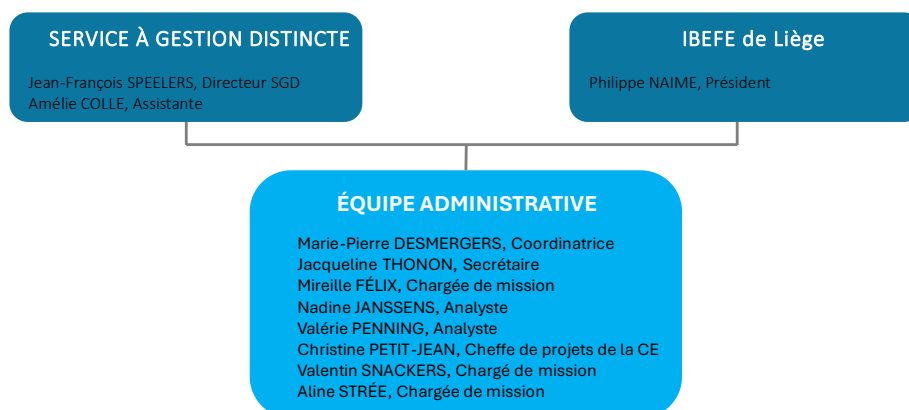 SERVICE À GESTION DISTINCTE
Jean-François SPEELERS, Directeur SGD
Amélie COLLE, Assistante
IBEFE de Liège
Philippe NAIME, Président
ÉQUIPE ADMINISTRATIVE
Marie-Pierre DESMERGERS, Coordinatrice
Jacqueline THONON, Secrétaire
Mireille FÉLIX, Chargée de mission
Nadine JANSSENS, Analyste
Valérie PENNING, Analyste
Christine PETIT-JEAN, Cheffe de projets de la CE
Valentin SNACKERS, Chargé de mission
Aline STRÉE, Chargée de mission